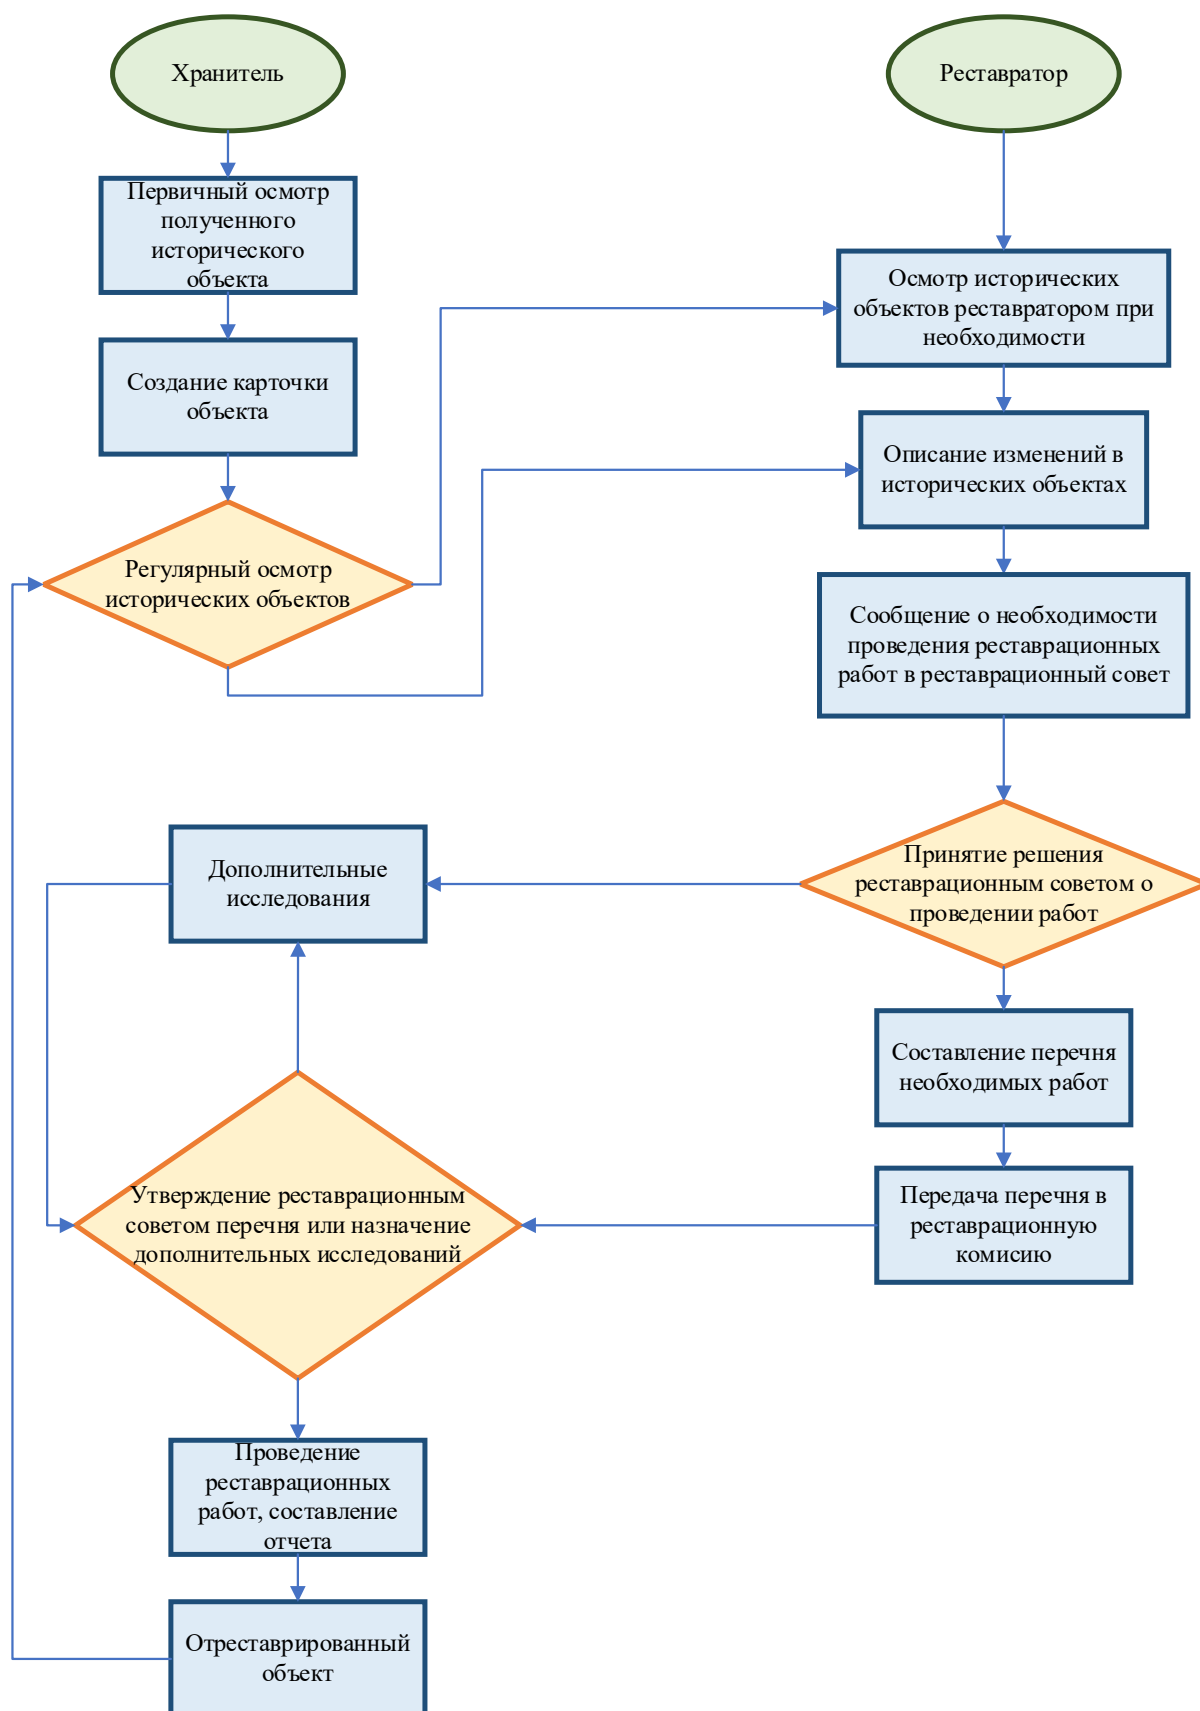 Хранитель
Реставратор
Первичный осмотр
полученного
исторического
объекта
Осмотр исторических
объектов реставратором при
необходимости
Создание карточки
объекта
Описание изменений в
исторических объектах
Регулярный осмотр
исторических объектов
Сообщение о необходимости
проведения реставрационных
работ в реставрационный совет
Дополнительные
исследования
Принятие решения
реставрационным советом о
проведении работ
Составление перечня
необходимых работ
Утверждение реставрационным
советом перечня или назначение
дополнительных исследований
Передача перечня в
реставрационную
комисию
Проведение
реставрационных
работ, составление
отчета
Отреставрированный
объект